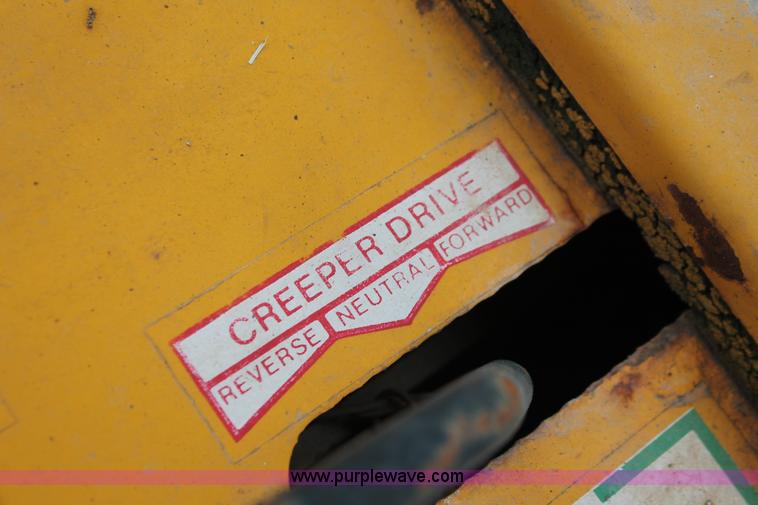 CREEPER DRIVE
REVERSE NEUTRAL FORWARD
www.purplewave.com